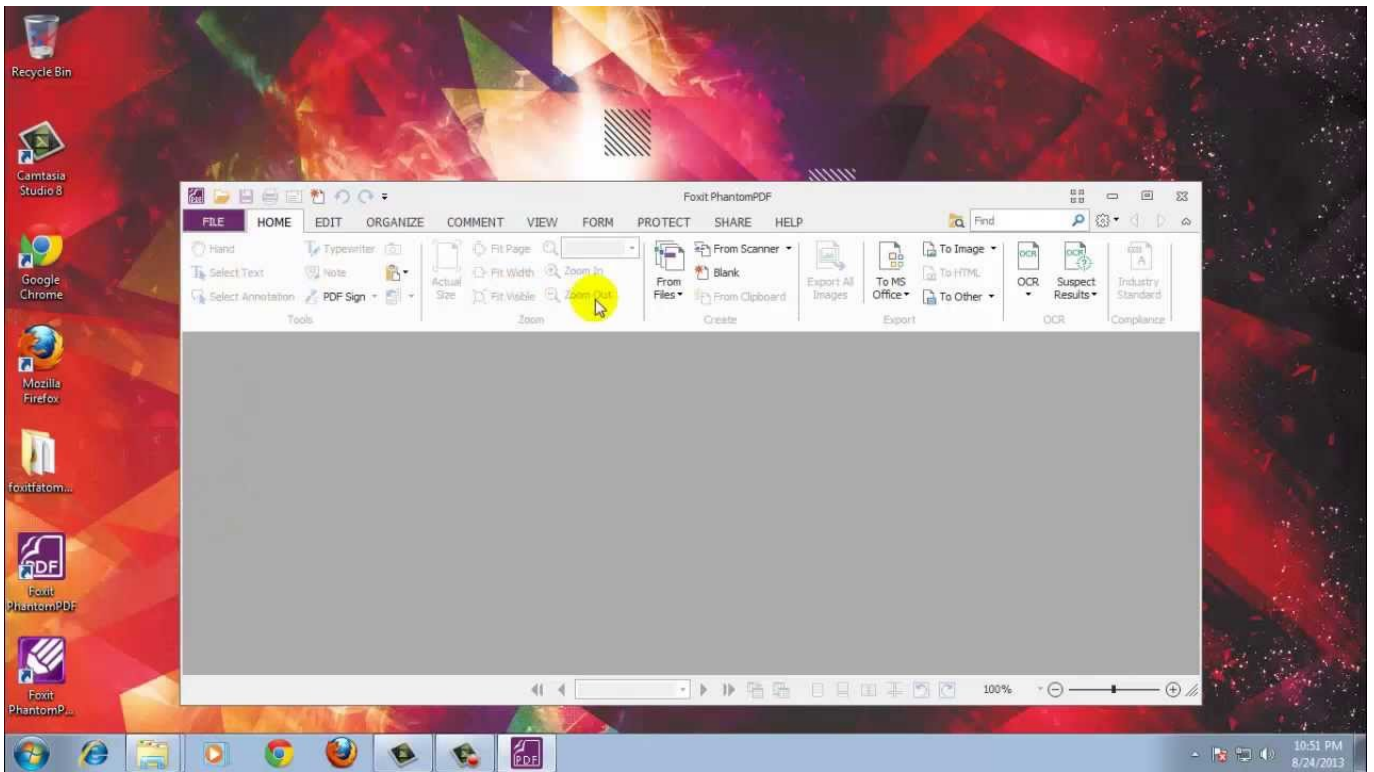 Recycle Bin
Camtasia
Studio 8
Google
Chrome
Mozilla
Firefox
foxitfatom...
PDF
Foxit
PhantomPDF
Foxit
PhantomP...
Foxit PhantomPDF
FILE HOME EDIT ORGANIZE COMMENT VIEW FORM PROTECT SHARE HELP Find
Hand
Select Text
Select Annotation
Typewriter
Note
PDF Sign
Tools
Actual
Size
Fit Page
Fit Width
Fit Visible
Zoom In
Zoom Out
Zoom
From
Files
From Scanner
Blank
From Clipboard
Create
Export All
Images
To MS
Office
To Image
To HTML
To Other
Export
OCR
OCR
OCR
Suspect
Results
OCR
A
Industry
Standard
Compliance
100%
PDF
10:51 PM
8/24/2013